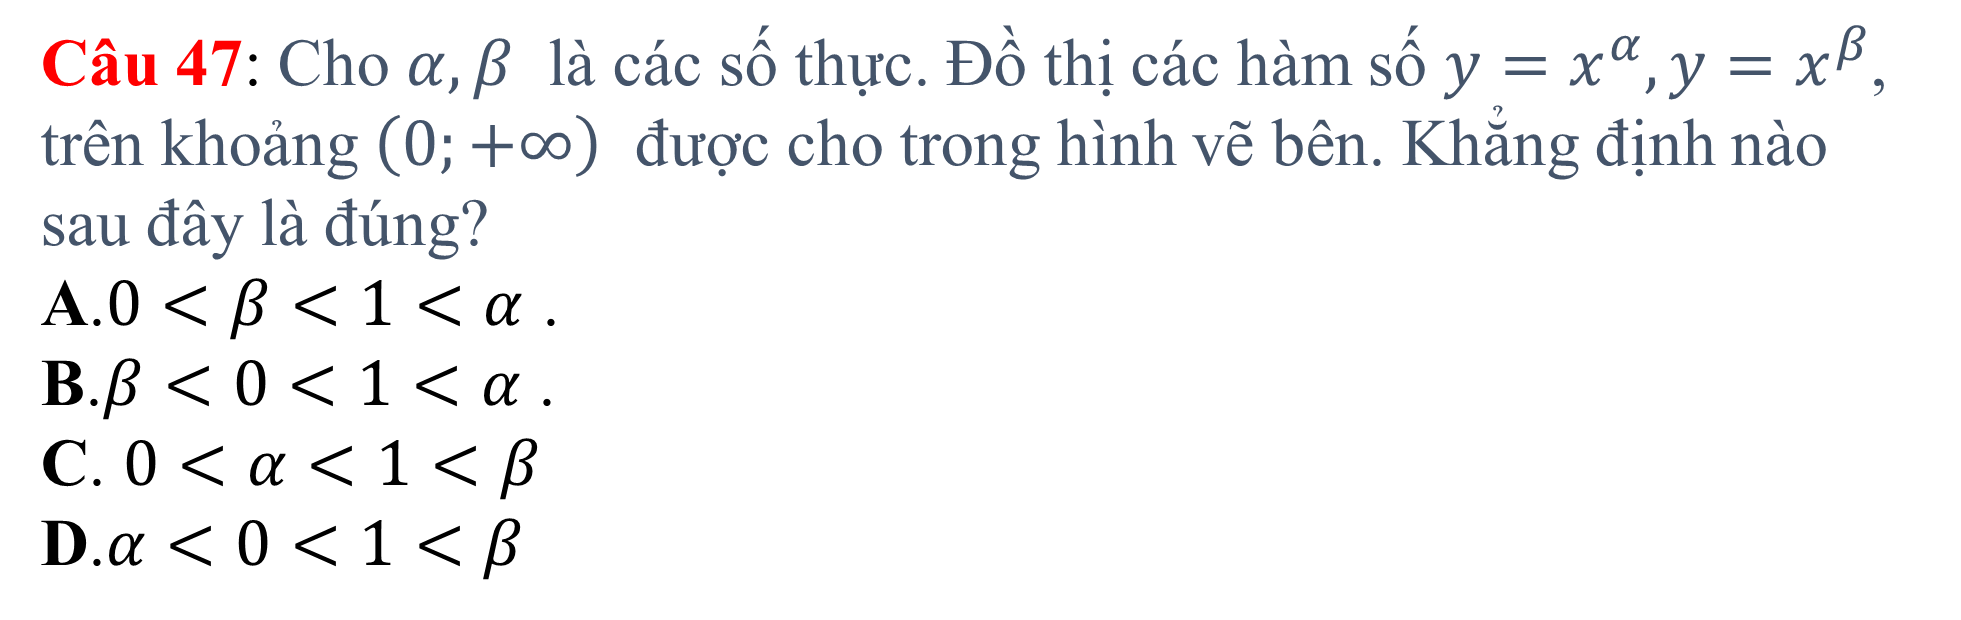 Câu 47: Cho α, β là các số thực. Đồ thị các hàm số y = x^α, y = x^β,
trên khoảng (0; +∞) được cho trong hình vẽ bên. Khẳng định nào
sau đây là đúng?
A.0 < β < 1 < α .
B.β < 0 < 1 < α .
C. 0 < α < 1 < β
D.α < 0 < 1 < β